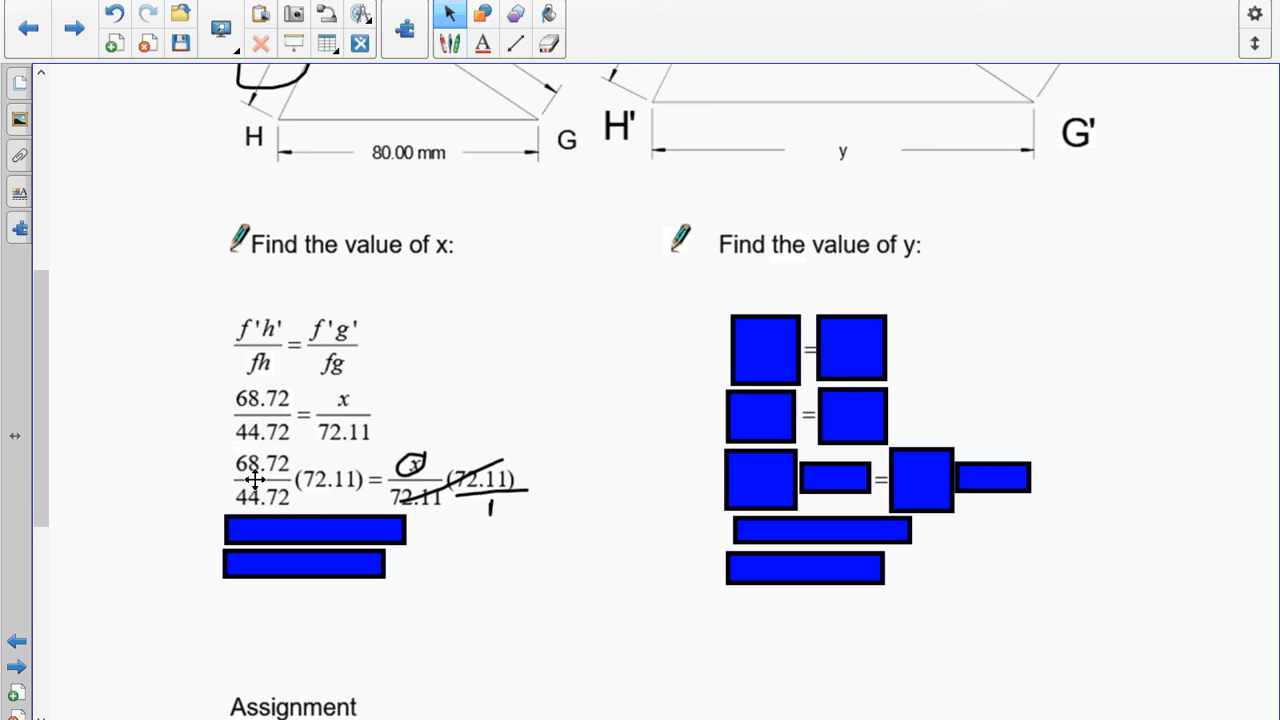 H 80.00 mm G H' y G'
Find the value of x:
Find the value of y:
f'h'/fh = f'g'/fg
68.72/44.72 = x/72.11
68.72/44.72 (72.11) = x/72.11 (72.11)
1
=
=
=
Assignment